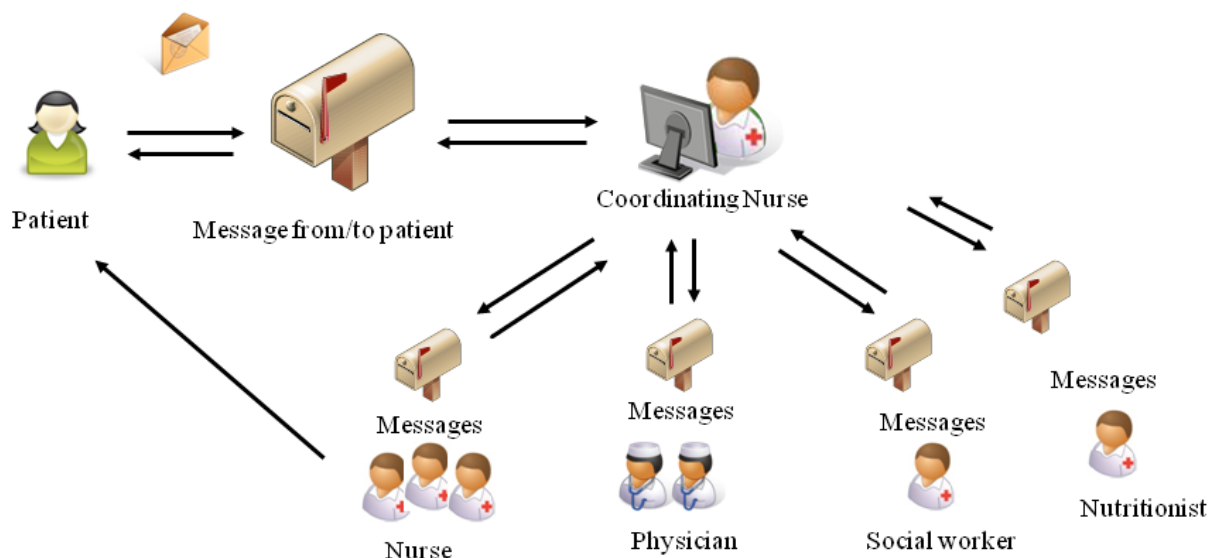 Patient
Message from/to patient
Coordinating Nurse
Messages
Messages
Messages
Messages
Nurse
Physician
Social worker
Nutritionist